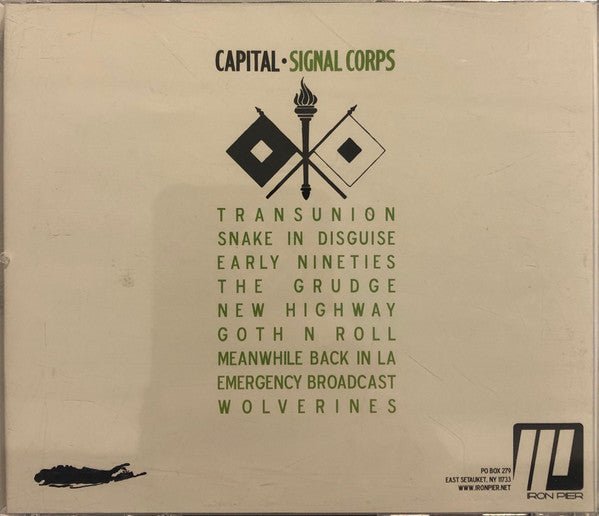 CAPITAL • SIGNAL CORPS
TRANSUNION
SNAKE IN DISGUISE
EARLY NINETIES
THE GRUDGE
NEW HIGHWAY
GOTH N ROLL
MEANWHILE BACK IN LA
EMERGENCY BROADCAST
WOLVERINES
PO BOX 279
EAST SETAUKET, NY 11733
WWW.IRONPIER.NET
IRON PIER